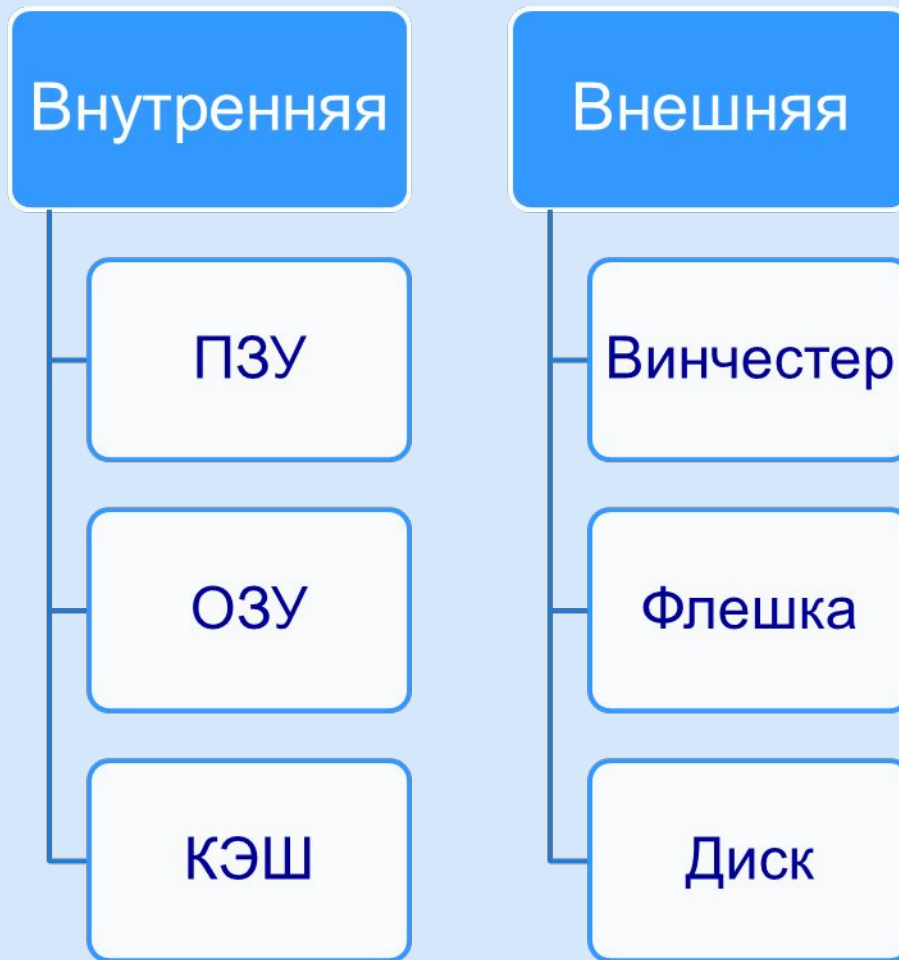 Внутренняя
ПЗУ
ОЗУ
КЭШ
Внешняя
Винчестер
Флешка
Диск